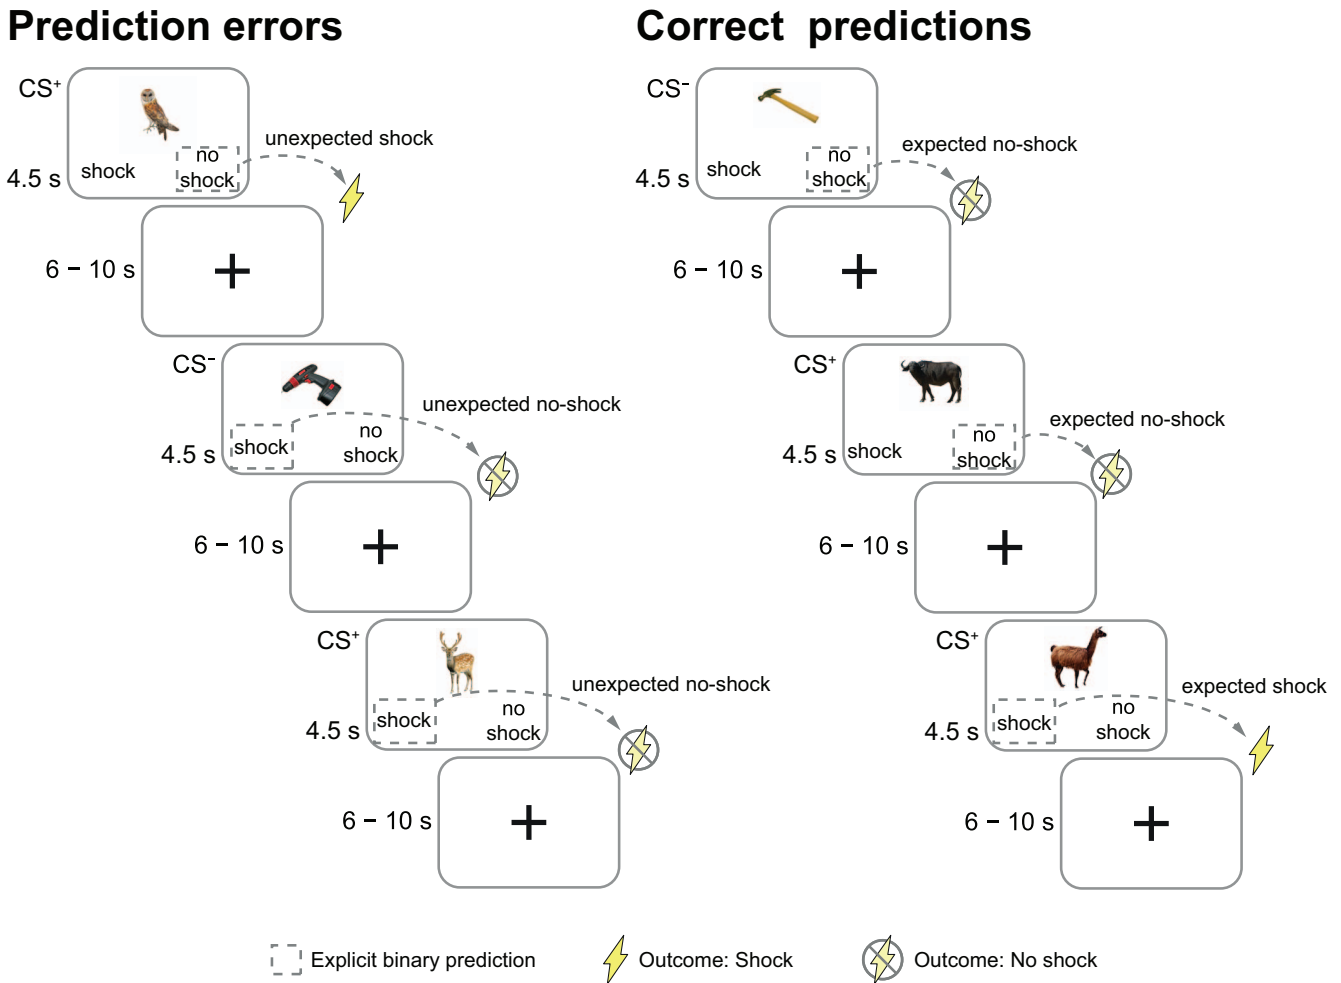 Prediction errors
CS+
shock
no
shock
4.5 s
unexpected shock
6 – 10 s
CS−
shock
no
shock
4.5 s
unexpected no-shock
6 – 10 s
CS+
shock
no
shock
4.5 s
unexpected no-shock
6 – 10 s
Correct predictions
CS−
shock
no
shock
4.5 s
expected no-shock
6 – 10 s
CS+
shock
no
shock
4.5 s
expected no-shock
6 – 10 s
CS+
shock
no
shock
4.5 s
expected shock
6 – 10 s
Explicit binary prediction
Outcome: Shock
Outcome: No shock